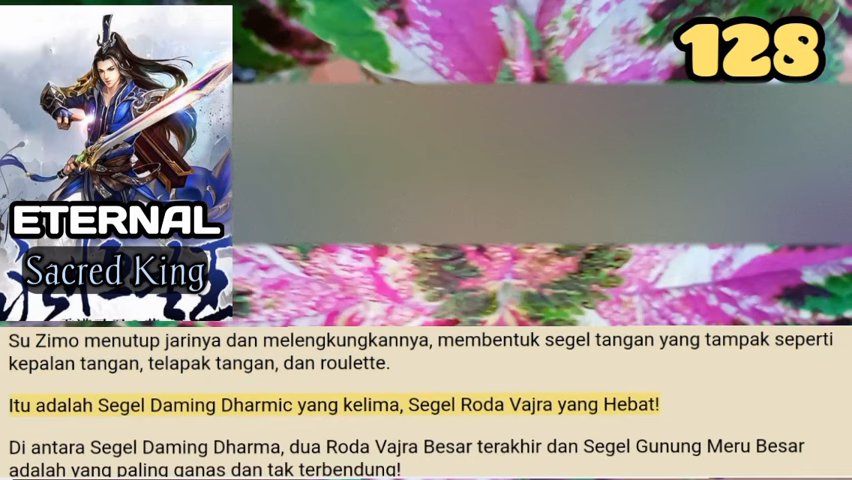 128
ETERNAL
Sacred King
Su Zimo menutup jarinya dan melengkungkannya, membentuk segel tangan yang tampak seperti
kepalan tangan, telapak tangan, dan roulette.
Itu adalah Segel Daming Dharmic yang kelima, Segel Roda Vajra yang Hebat!
Di antara Segel Daming Dharma, dua Roda Vajra Besar terakhir dan Segel Gunung Meru Besar
adalah yang paling ganas dan tak terbendung!